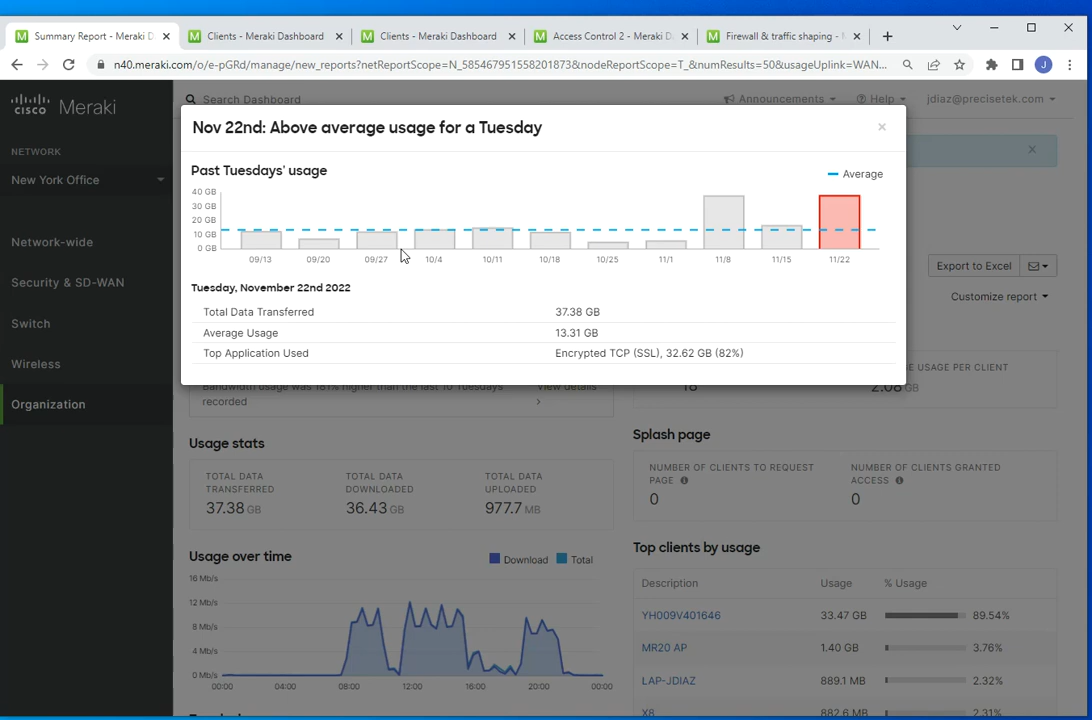 Summary Report - Meraki D
Clients - Meraki Dashboard
Clients - Meraki Dashboard
Access Control 2 - Meraki D
Firewall & traffic shaping -
n40.meraki.com/o/e-pGRd/manage/new_reports?netReportScope=N_585467951558201873&nodeReportScope=T_&numResults=50&usageUplink=WAN...
J
cisco Meraki
Search Dashboard
Announcements
Help
jdiaz@precisetek.com
NETWORK
New York Office
Network-wide
Security & SD-WAN
Switch
Wireless
Organization
Nov 22nd: Above average usage for a Tuesday
Past Tuesdays' usage
Average
40 GB
30 GB
20 GB
10 GB
0 GB
09/13 09/20 09/27 10/4 10/11 10/18 10/25 11/1 11/8 11/15 11/22
Tuesday, November 22nd 2022
Total Data Transferred 37.38 GB
Average Usage 13.31 GB
Top Application Used Encrypted TCP (SSL), 32.62 GB (82%)
Export to Excel
Customize report
Bandwidth usage was 181% higher than the last 10 Tuesdays
recorded
View details
USAGE PER CLIENT
18
2.08 GB
Usage stats
TOTAL DATA
TRANSFERRED
37.38 GB
TOTAL DATA
DOWNLOADED
36.43 GB
TOTAL DATA
UPLOADED
977.7 MB
Splash page
NUMBER OF CLIENTS TO REQUEST
PAGE
0
NUMBER OF CLIENTS GRANTED
ACCESS
0
Usage over time
Download Total
16 Mb/s
12 Mb/s
8 Mb/s
4 Mb/s
0 Mb/s
00:00 04:00 08:00 12:00 16:00 20:00 00:00
Top clients by usage
Description Usage % Usage
YH009V401646 33.47 GB 89.54%
MR20 AP 1.40 GB 3.76%
LAP-JDIAZ 889.1 MB 2.32%
X8 882.6 MB 2.31%